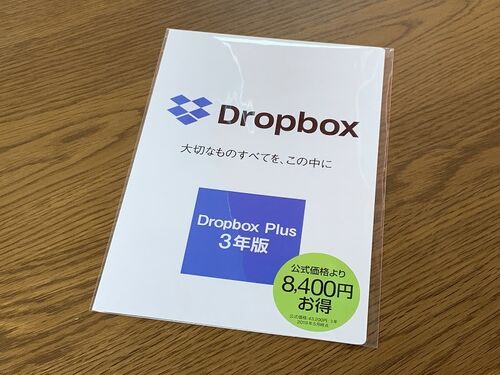 Dropbox
大切なものすべてを、この中に
Dropbox Plus
3年版
公式価格より
8,400円
お得